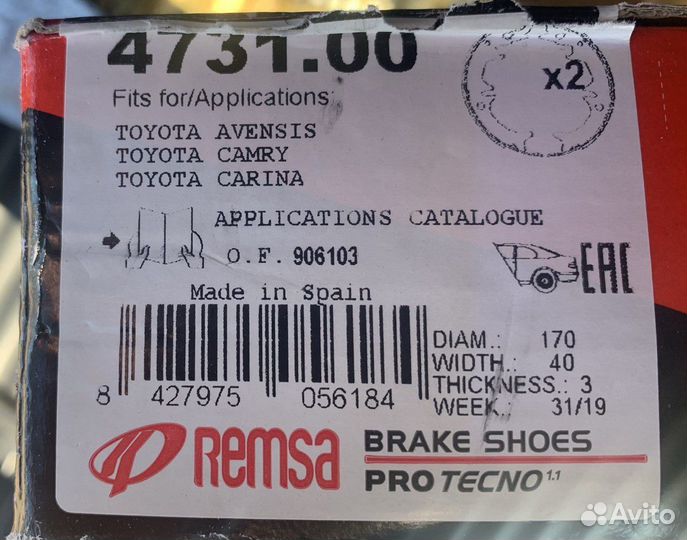 4731.00
x2
Fits for/Applications:
TOYOTA AVENSIS
TOYOTA CAMRY
TOYOTA CARINA
APPLICATIONS CATALOGUE
O.F. 906103
EAC
Made in Spain
8 427975 056184
DIAM.: 170
WIDTH.: 40
THICKNESS.: 3
WEEK.: 31/19
REMSA
BRAKE SHOES
PRO TECNO 1.1
Avito